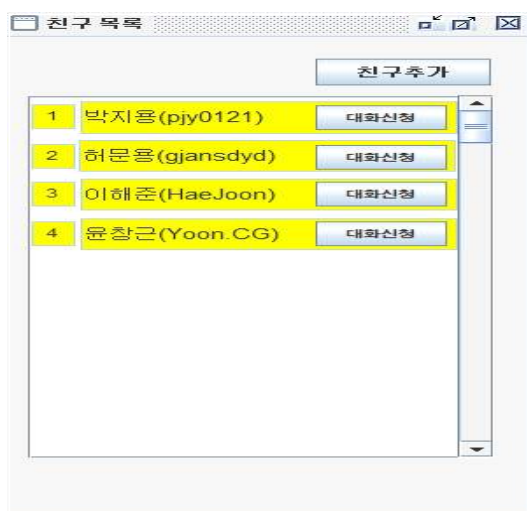 친구 목록
친구추가
1 박지용(pjy0121) 대화신청
2 허문용(gjansdyd) 대화신청
3 이해준(HaeJoon) 대화신청
4 윤창근(Yoon.CG) 대화신청